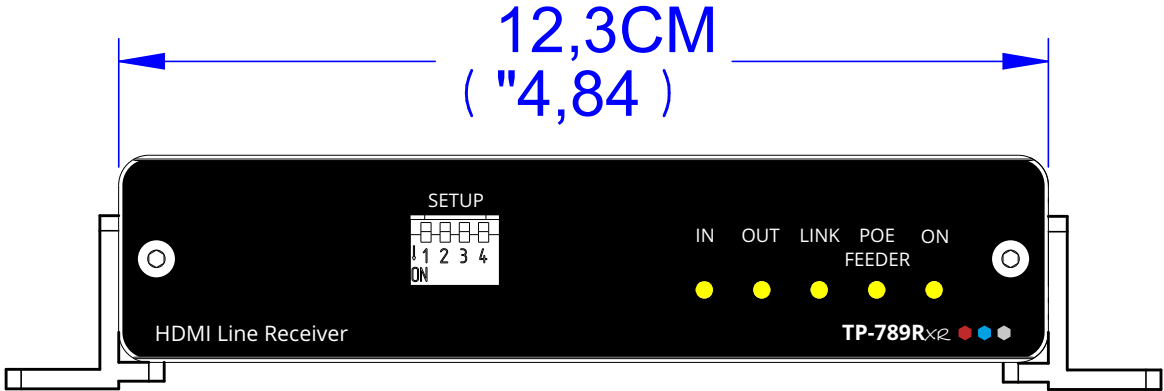 12,3CM
( "4,84 )
SETUP
1 2 3 4
ON
IN OUT LINK POE FEEDER ON
HDMI Line Receiver
TP-789RXR